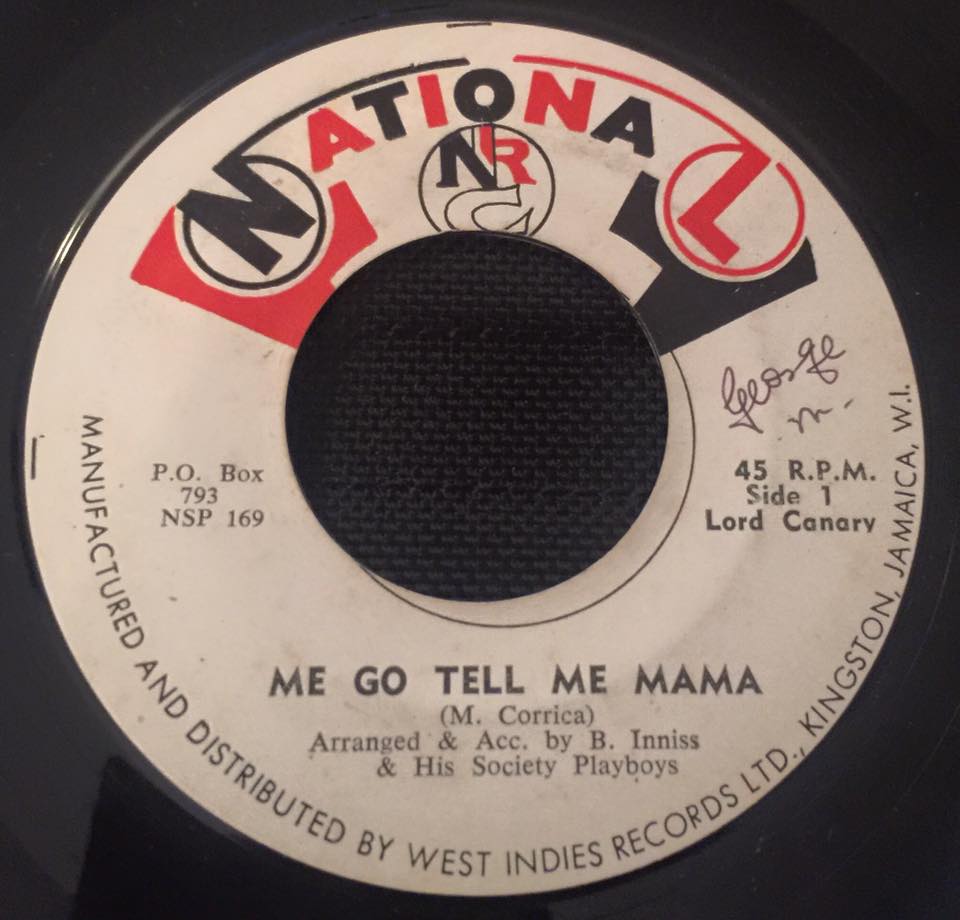 NATIONAL
NRC
George
P.O. Box
793
NSP 169
45 R.P.M.
Side 1
Lord Canary
ME GO TELL ME MAMA
(M. Corrica)
Arranged & Acc. by B. Inniss
& His Society Playboys
MANUFACTURED AND DISTRIBUTED BY WEST INDIES RECORDS LTD., KINGSTON, JAMAICA, W.I.